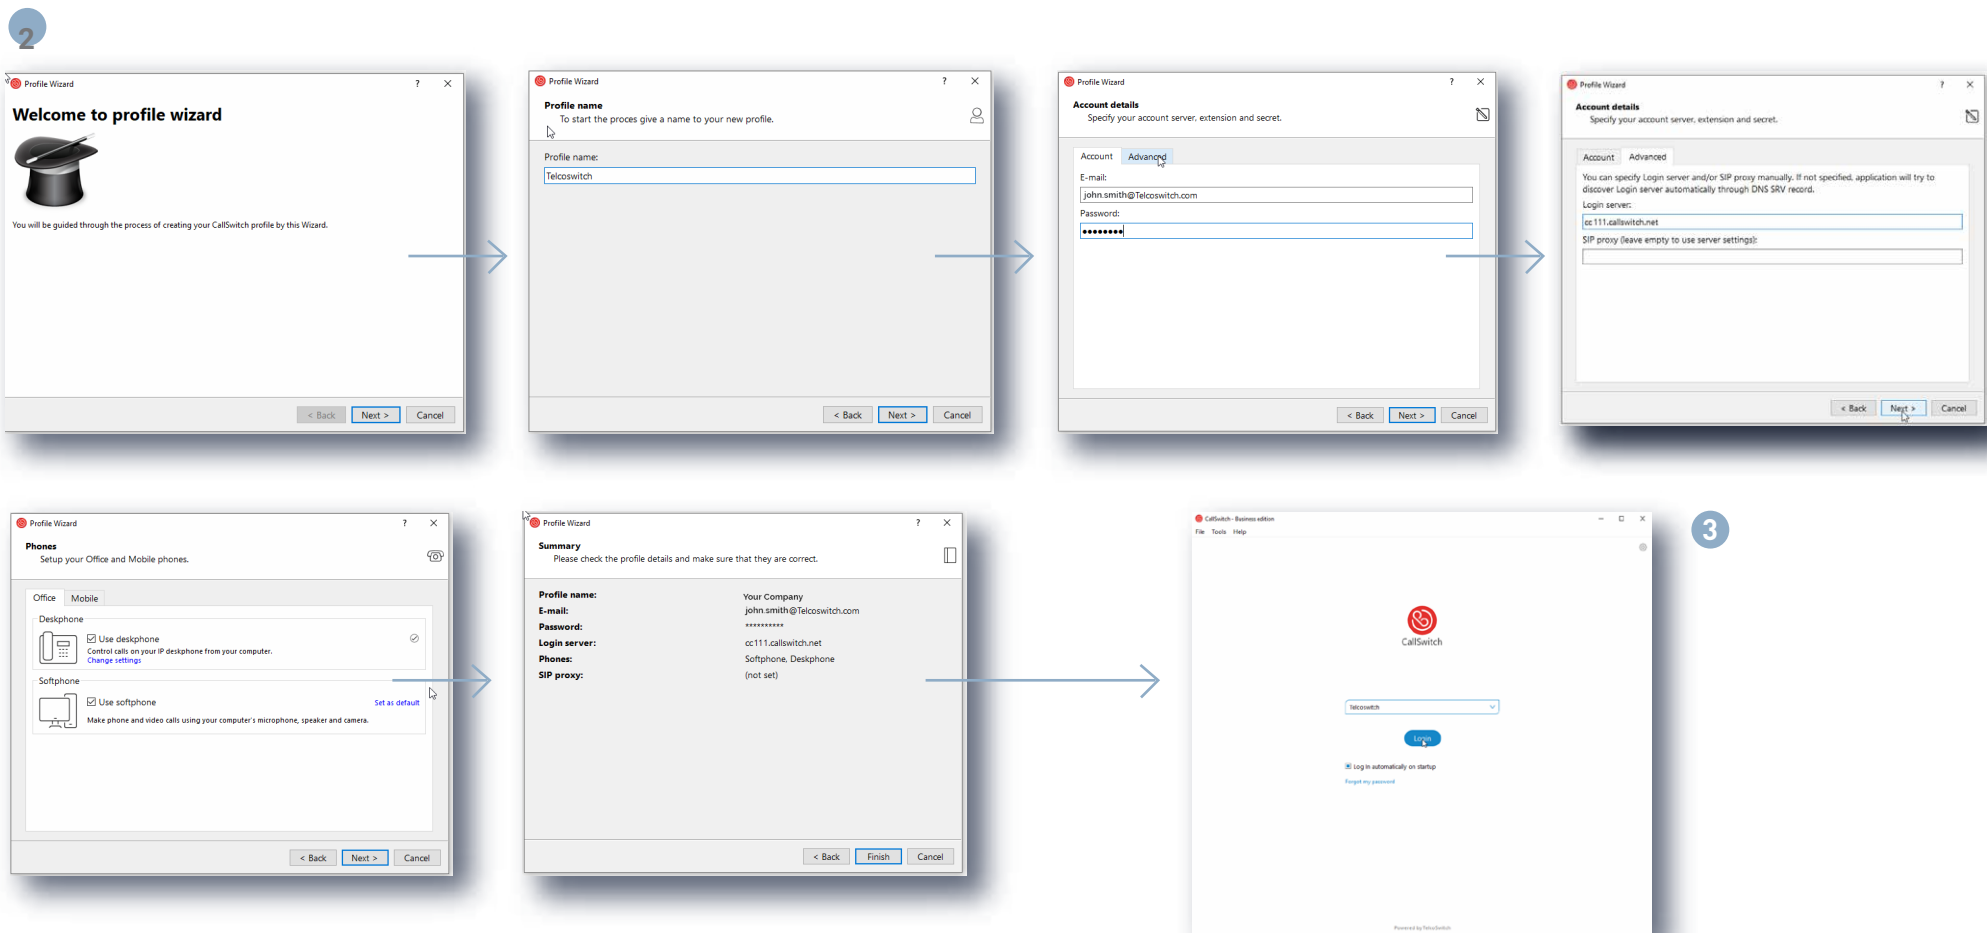 2
Profile Wizard
Welcome to profile wizard
You will be guided through the process of creating your CallSwitch profile by this Wizard.
< Back Next > Cancel
Profile Wizard
Profile name
To start the proces give a name to your new profile.
Profile name:
Telcoswitch
< Back Next > Cancel
Profile Wizard
Account details
Specify your account server, extension and secret.
Account Advanced
E-mail:
john.smith@Telcoswitch.com
Password:
< Back Next > Cancel
Profile Wizard
Account details
Specify your account server, extension and secret.
Account Advanced
You can specify Login server and/or SIP proxy manually. If not specified, application will try to
discover Login server automatically through DNS SRV record.
Login server:
cc111.callswitch.net
SIP proxy (leave empty to use server settings):
< Back Next > Cancel
Profile Wizard
Phones
Setup your Office and Mobile phones.
Office Mobile
Deskphone
Use deskphone
Control calls on your IP deskphone from your computer.
Change settings
Softphone
Use softphone Set as default
Make phone and video calls using your computer's microphone, speaker and camera.
< Back Next > Cancel
Profile Wizard
Summary
Please check the profile details and make sure that they are correct.
Profile name: Your Company
E-mail: john.smith@Telcoswitch.com
Password: **********
Login server: cc111.callswitch.net
Phones: Softphone, Deskphone
SIP proxy: (not set)
< Back Finish Cancel
3
CallSwitch - Business edition
File Tools Help
CallSwitch
Telcoswitch
Login
Log in automatically on startup
Forgot my password
Powered by TelcoSwitch